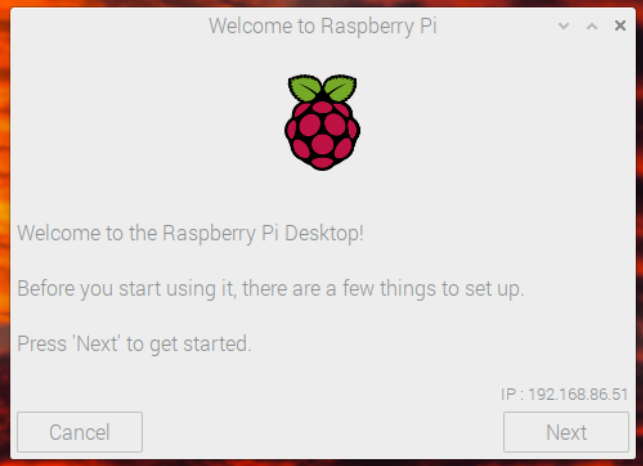 Welcome to Raspberry Pi
Welcome to the Raspberry Pi Desktop!
Before you start using it, there are a few things to set up.
Press 'Next' to get started.
IP : 192.168.86.51
Cancel
Next